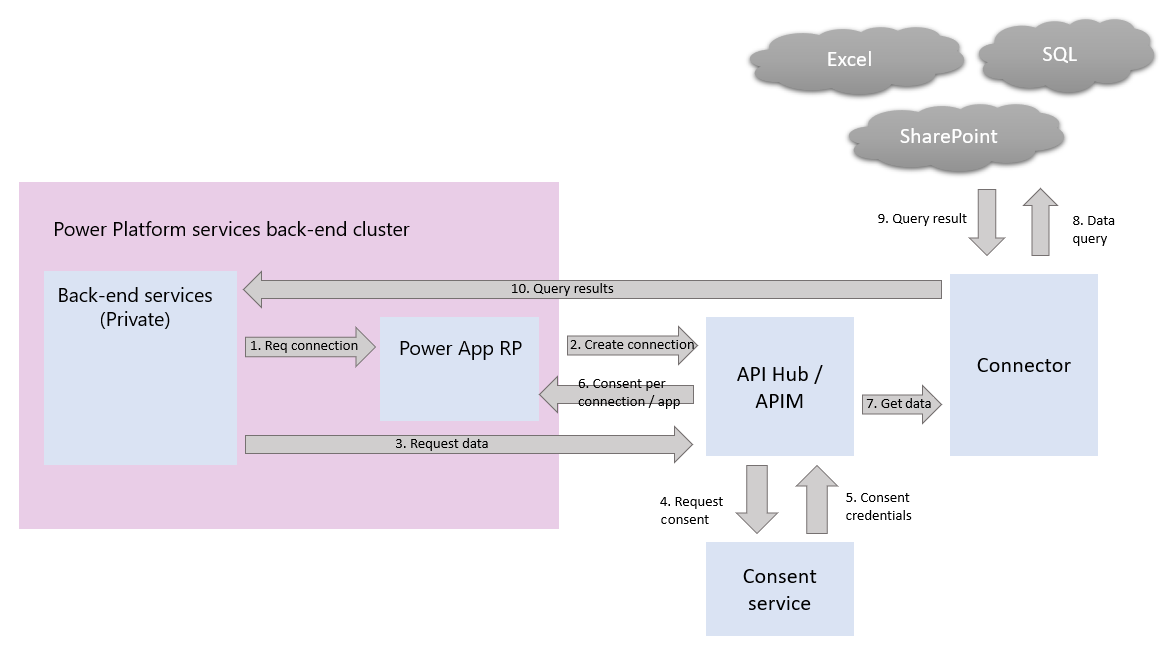 Excel
SQL
SharePoint
9. Query result
8. Data
query
Power Platform services back-end cluster
Back-end services
(Private)
10. Query results
1. Req connection
Power App RP
2. Create connection
6. Consent per
connection / app
3. Request data
API Hub /
APIM
7. Get data
Connector
4. Request
consent
5. Consent
credentials
Consent
service